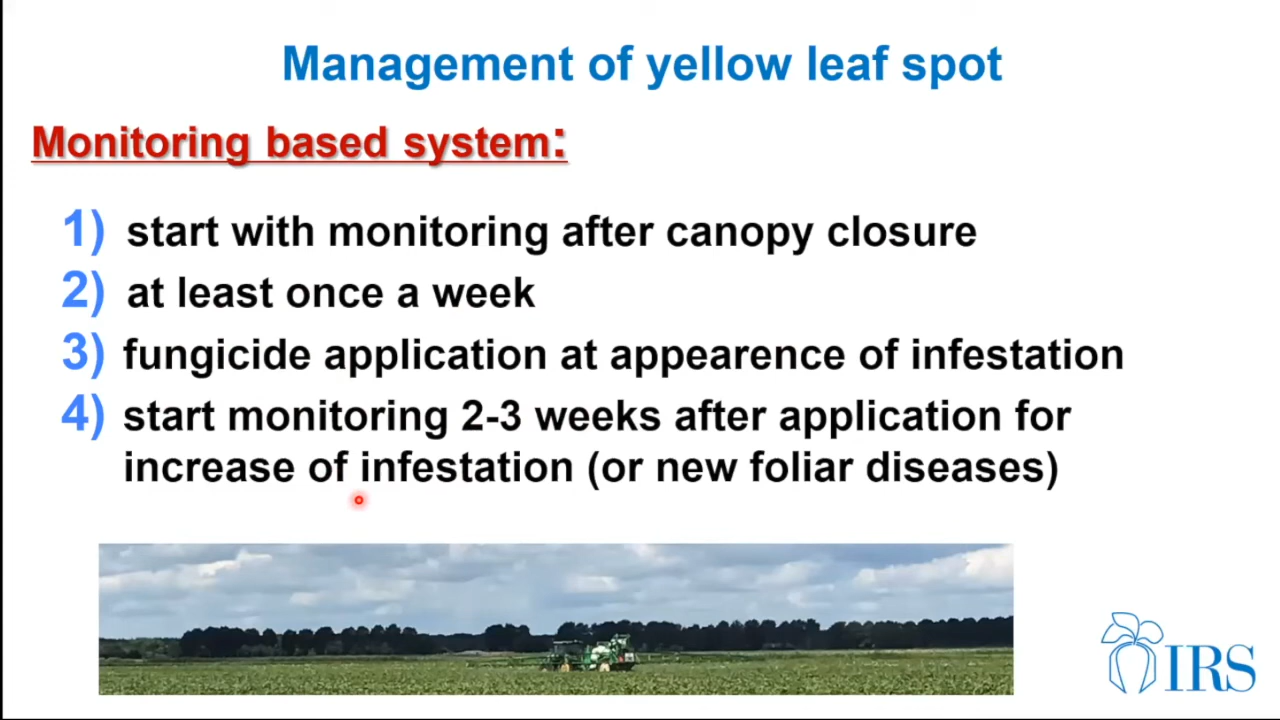 Management of yellow leaf spot
Monitoring based system:
1) start with monitoring after canopy closure
2) at least once a week
3) fungicide application at appearence of infestation
4) start monitoring 2-3 weeks after application for
increase of infestation (or new foliar diseases)
IRS